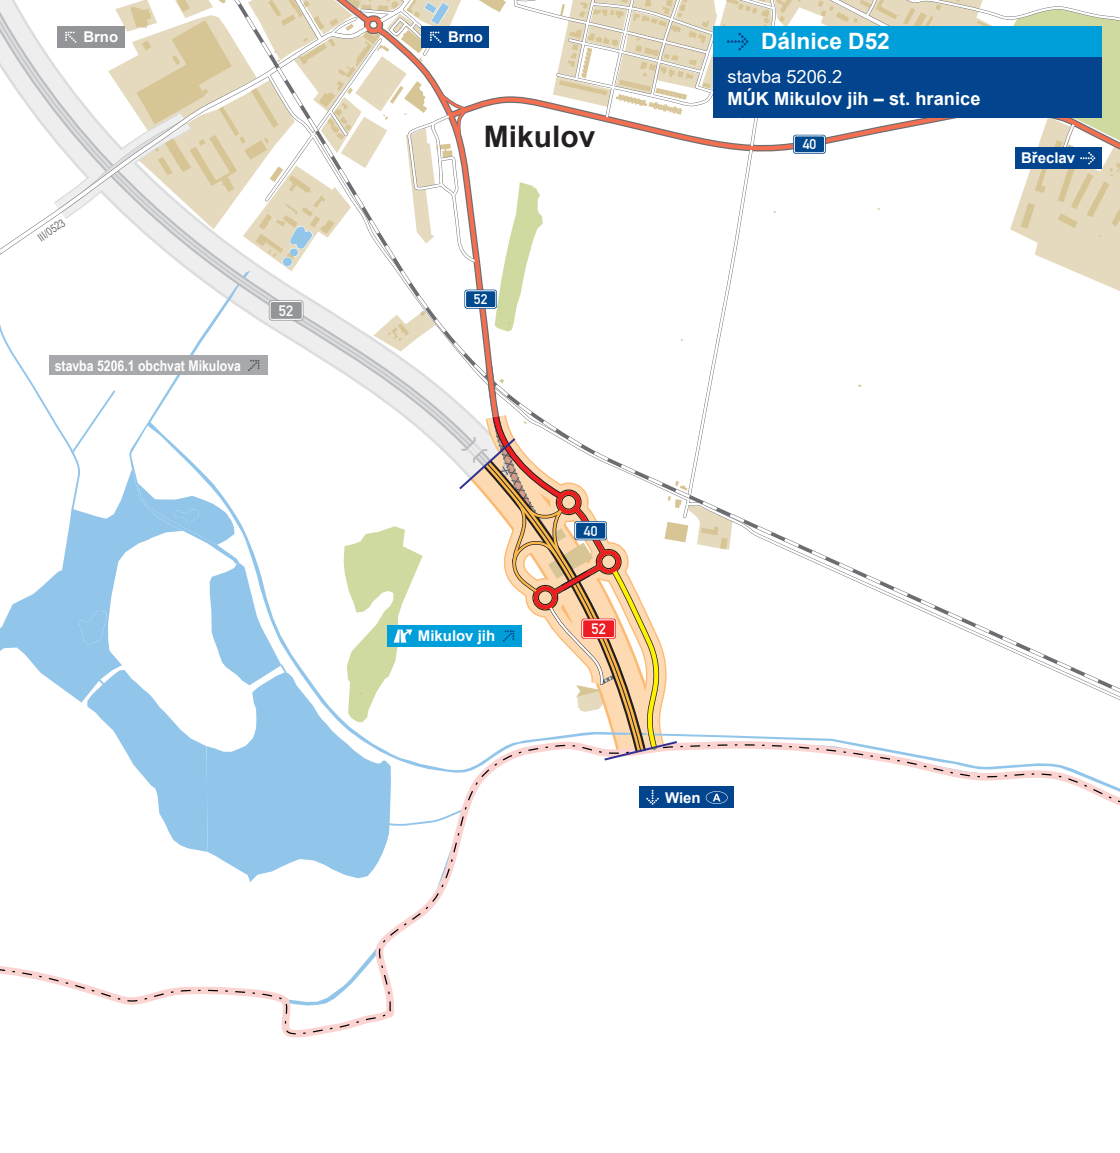 Brno
Brno
Dálnice D52
stavba 5206.2
MÚK Mikulov jih – st. hranice
Mikulov
40
Břeclav
III/0523
52
52
stavba 5206.1 obchvat Mikulova
40
52
Mikulov jih
Wien A